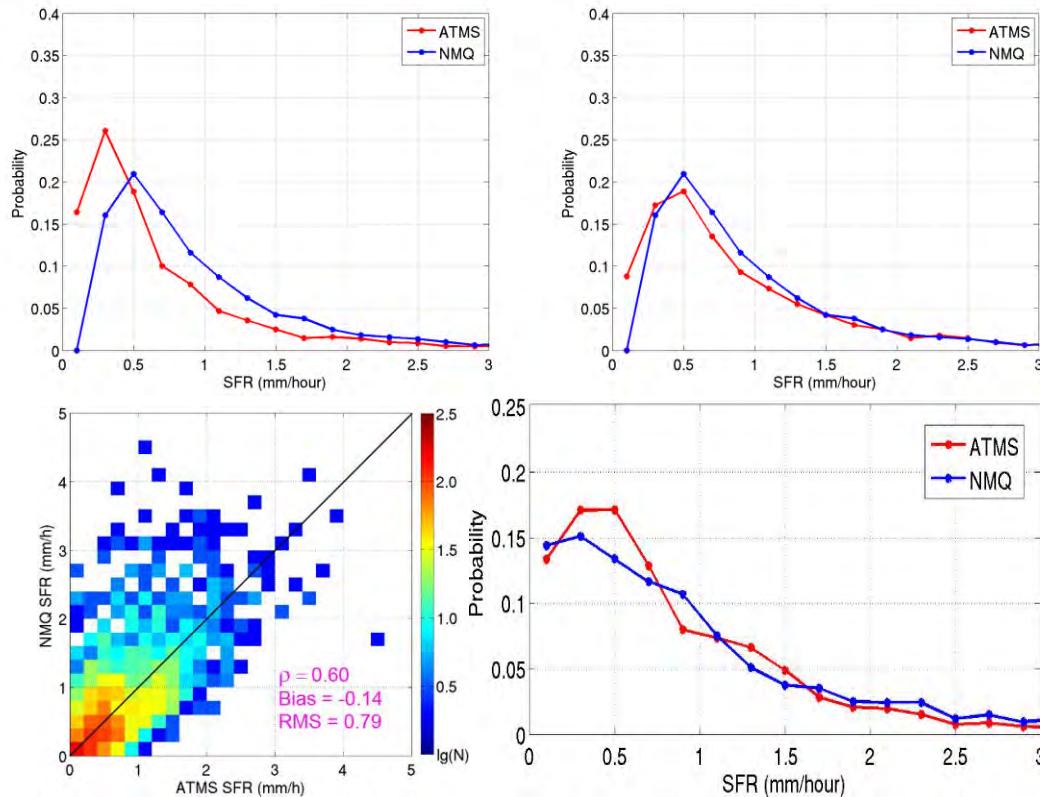 0.4
0.35
0.3
0.25
0.2
0.15
0.1
0.05
0
Probability
0 0.5 1 1.5 2 2.5 3
SFR (mm/hour)
ATMS
NMQ
0.4
0.35
0.3
0.25
0.2
0.15
0.1
0.05
0
Probability
0 0.5 1 1.5 2 2.5 3
SFR (mm/hour)
ATMS
NMQ
5
4
3
2
1
0
NMQ SFR (mm/h)
0 1 2 3 4 5
ATMS SFR (mm/h)
ρ = 0.60
Bias = -0.14
RMS = 0.79
2.5
2.0
1.5
1.0
0.5
lg(N)
0.25
0.2
0.15
0.1
0.05
0
Probability
0 0.5 1 1.5 2 2.5 3
SFR (mm/hour)
ATMS
NMQ